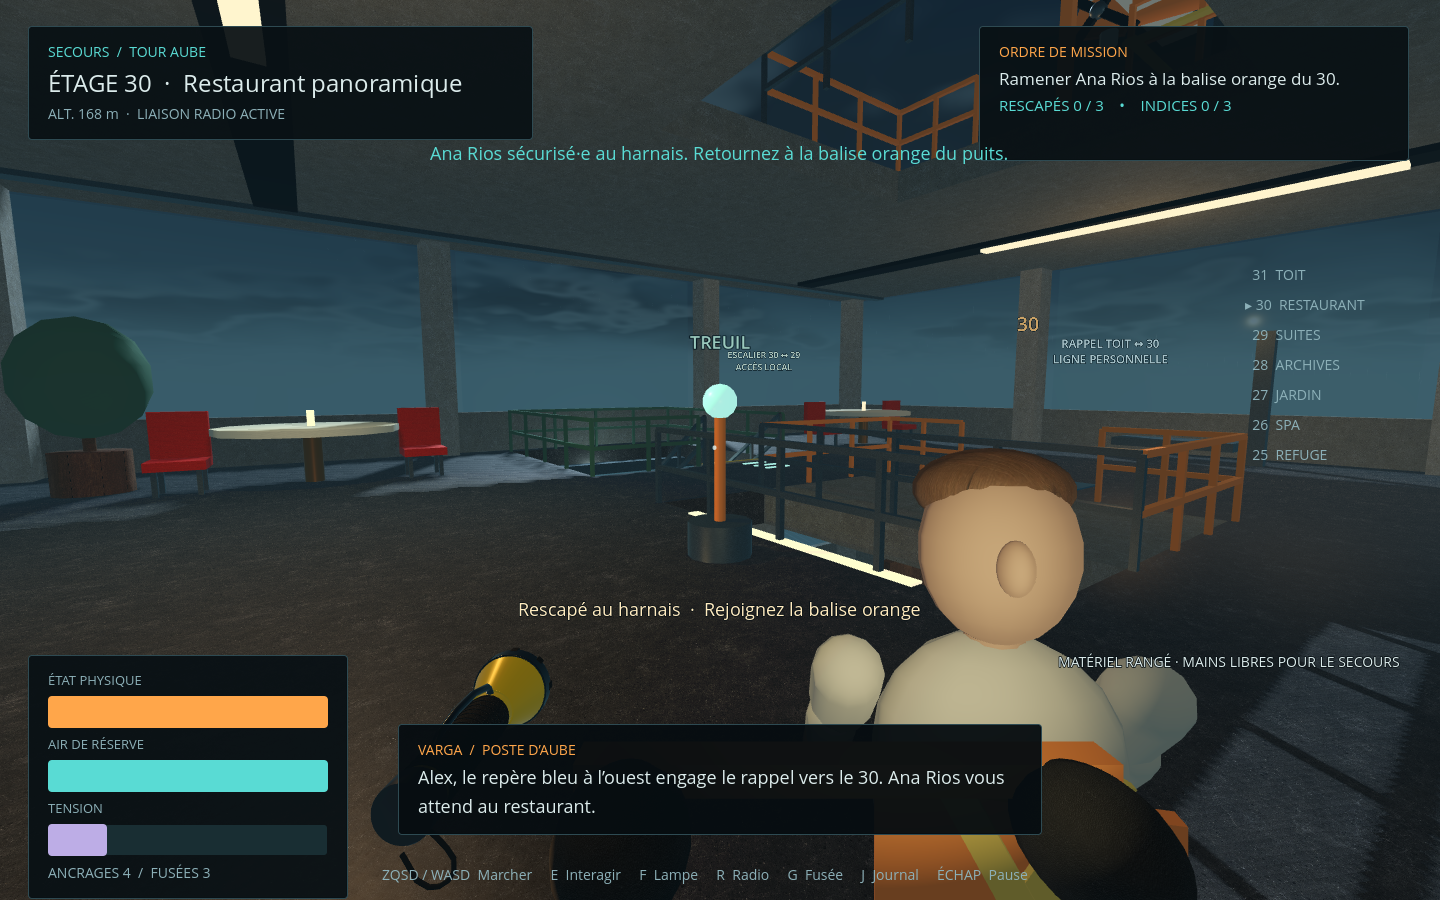 SECOURS / TOUR AUBE
ÉTAGE 30 · Restaurant panoramique
ALT. 168 m · LIAISON RADIO ACTIVE
ORDRE DE MISSION
Ramener Ana Rios à la balise orange du 30.
RESCAPÉS 0 / 3 • INDICES 0 / 3
Ana Rios sécurisé·e au harnais. Retournez à la balise orange du puits.
31 TOIT
▸ 30 RESTAURANT
29 SUITES
28 ARCHIVES
27 JARDIN
26 SPA
25 REFUGE
30
RAPPEL TOIT ↔ 30
LIGNE PERSONNELLE
TREUIL
ESCALIER 30 ↔ 29
ACCÈS LOCAL
Rescapé au harnais · Rejoignez la balise orange
MATÉRIEL RANGÉ · MAINS LIBRES POUR LE SECOURS
ÉTAT PHYSIQUE
AIR DE RÉSERVE
TENSION
ANCRAGES 4 / FUSÉES 3
VARGA / POSTE D'AUBE
Alex, le repère bleu à l'ouest engage le rappel vers le 30. Ana Rios vous
attend au restaurant.
ZQSD / WASD Marcher E Interagir F Lampe R Radio G Fusée J Journal ÉCHAP Pause